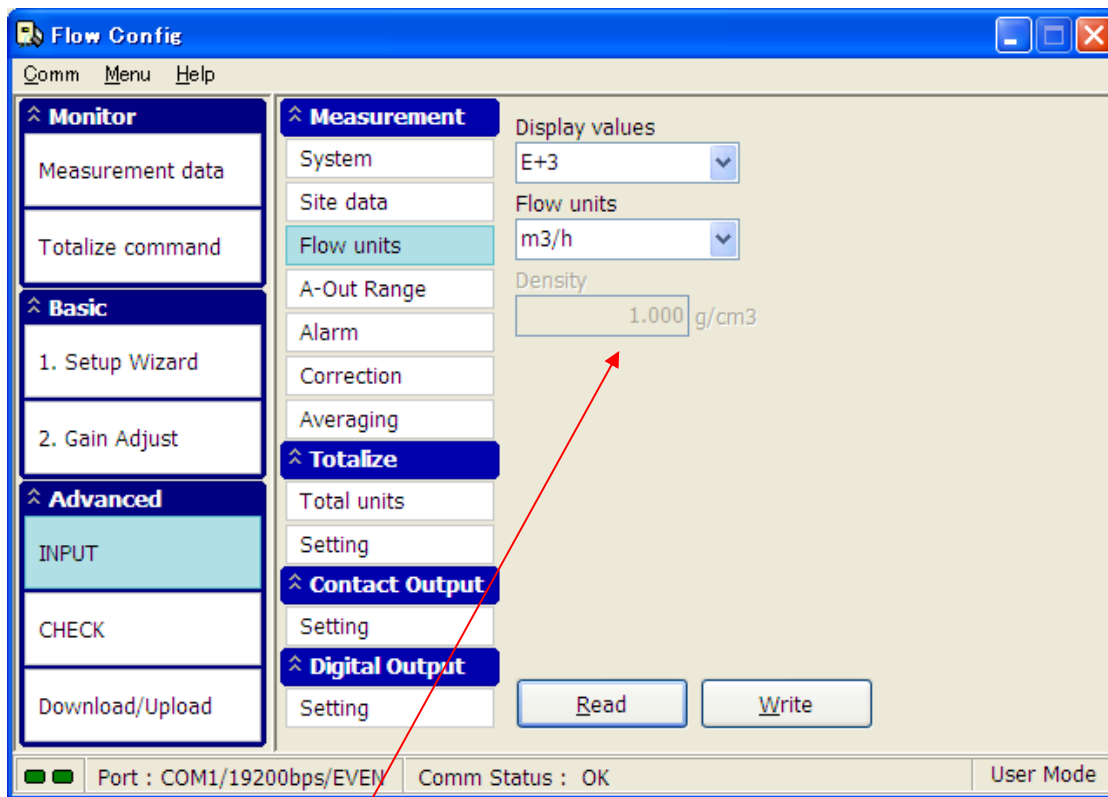 Flow Config
Comm Menu Help
Monitor
Measurement data
Totalize command
Basic
1. Setup Wizard
2. Gain Adjust
Advanced
INPUT
CHECK
Download/Upload
Measurement
System
Site data
Flow units
A-Out Range
Alarm
Correction
Averaging
Totalize
Total units
Setting
Contact Output
Setting
Digital Output
Setting
Display values
E+3
Flow units
m3/h
Density
1.000 g/cm3
Read Write
Port : COM1/19200bps/EVEN Comm Status : OK User Mode